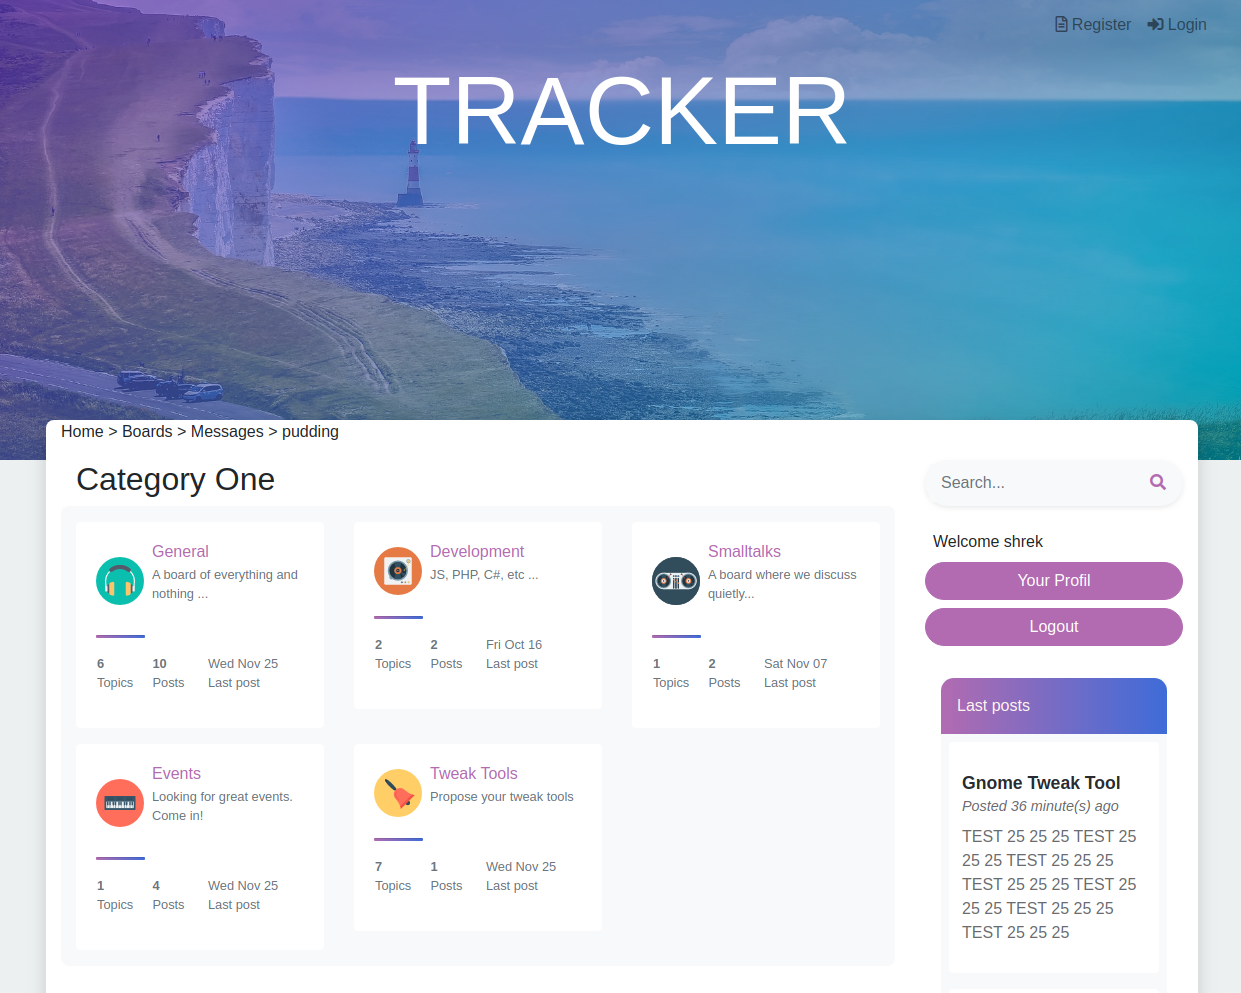 Register
Login
TRACKER
Home > Boards > Messages > pudding
Category One
General
A board of everything and
nothing ...
6
10
Wed Nov 25
Topics
Posts
Last post
Development
JS, PHP, C#, etc ...
2
2
Fri Oct 16
Topics
Posts
Last post
Smalltalks
A board where we discuss
quietly...
1
2
Sat Nov 07
Topics
Posts
Last post
Events
Looking for great events.
Come in!
1
4
Wed Nov 25
Topics
Posts
Last post
Tweak Tools
Propose your tweak tools
7
1
Wed Nov 25
Topics
Posts
Last post
Search...
Welcome shrek
Your Profil
Logout
Last posts
Gnome Tweak Tool
Posted 36 minute(s) ago
TEST 25 25 25 TEST 25
25 25 TEST 25 25 25
TEST 25 25 25 TEST 25
25 25 TEST 25 25 25
TEST 25 25 25